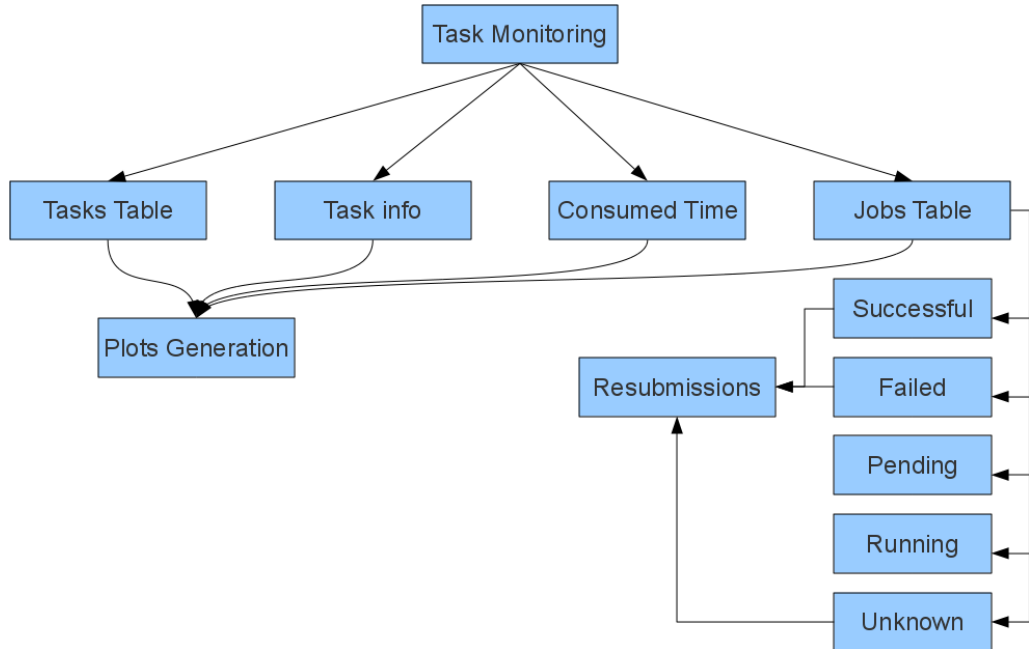 Task Monitoring
Tasks Table
Task info
Consumed Time
Jobs Table
Plots Generation
Successful
Resubmissions
Failed
Pending
Running
Unknown